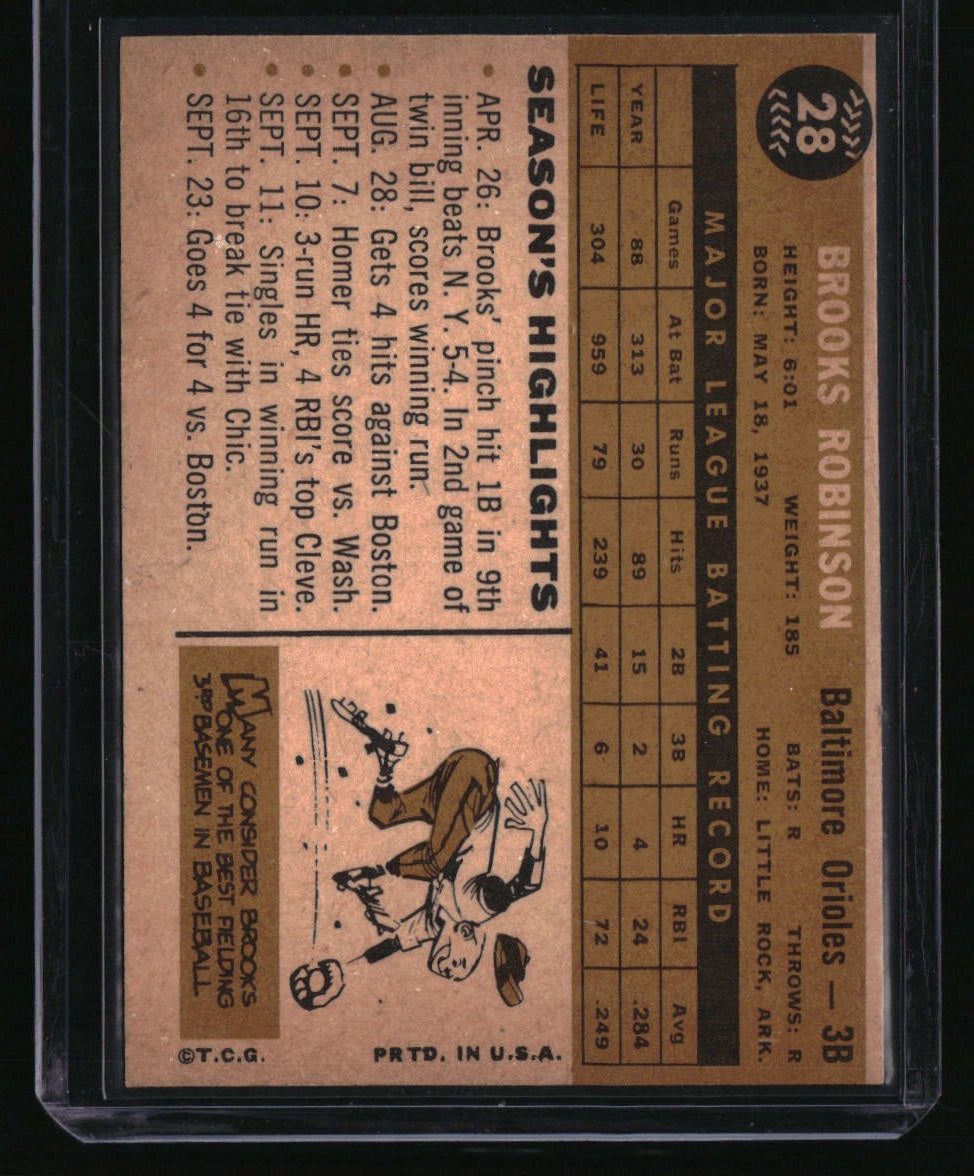 28
BROOKS ROBINSON Baltimore Orioles — 3B
HEIGHT: 6:01 WEIGHT: 185 BATS: R THROWS: R
BORN: MAY 18, 1937 HOME: LITTLE ROCK, ARK.
MAJOR LEAGUE BATTING RECORD
Games At Bat Runs Hits 2B 3B HR RBI Avg
YEAR 88 313 30 89 15 2 4 24 .284
LIFE 304 959 79 239 41 6 10 72 .249
SEASON'S HIGHLIGHTS
• APR. 26: Brooks' pinch hit 1B in 9th
inning beats N. Y. 5-4. In 2nd game of
twin bill, scores winning run.
• AUG. 28: Gets 4 hits against Boston.
• SEPT. 7: Homer ties score vs. Wash.
• SEPT. 10: 3-run HR, 4 RBI's top Cleve.
• SEPT. 11: Singles in winning run in
16th to break tie with Chic.
• SEPT. 23: Goes 4 for 4 vs. Boston.
MANY CONSIDER BROOKS
ONE OF THE BEST FIELDING
3RD BASEMEN IN BASEBALL
©T.C.G. PRTD. IN U.S.A.